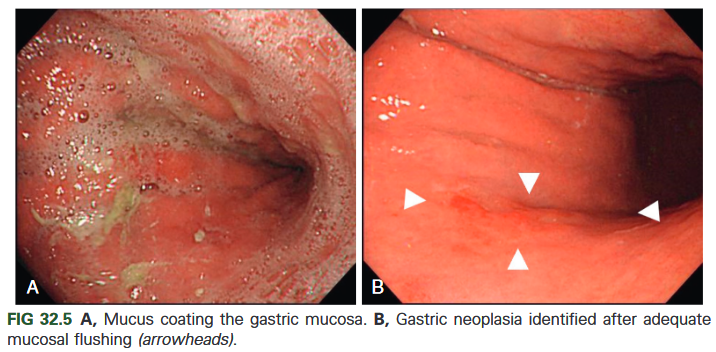 A
B
FIG 32.5 A, Mucus coating the gastric mucosa. B, Gastric neoplasia identified after adequate
mucosal flushing (arrowheads).